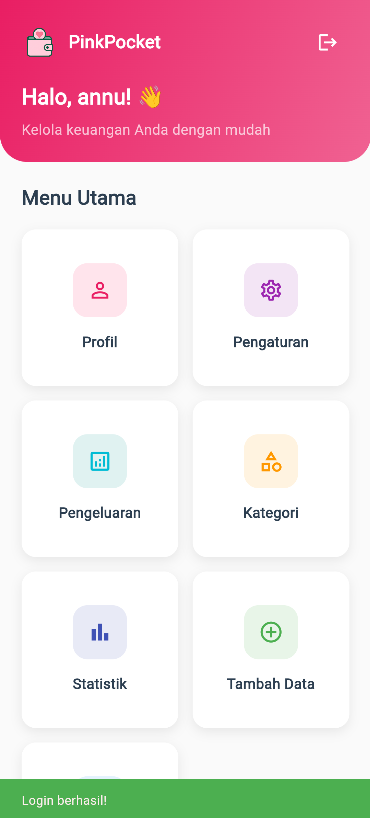 PinkPocket
Halo, annu! 👋
Kelola keuangan Anda dengan mudah
Menu Utama
Profil
Pengaturan
Pengeluaran
Kategori
Statistik
Tambah Data
Login berhasil!